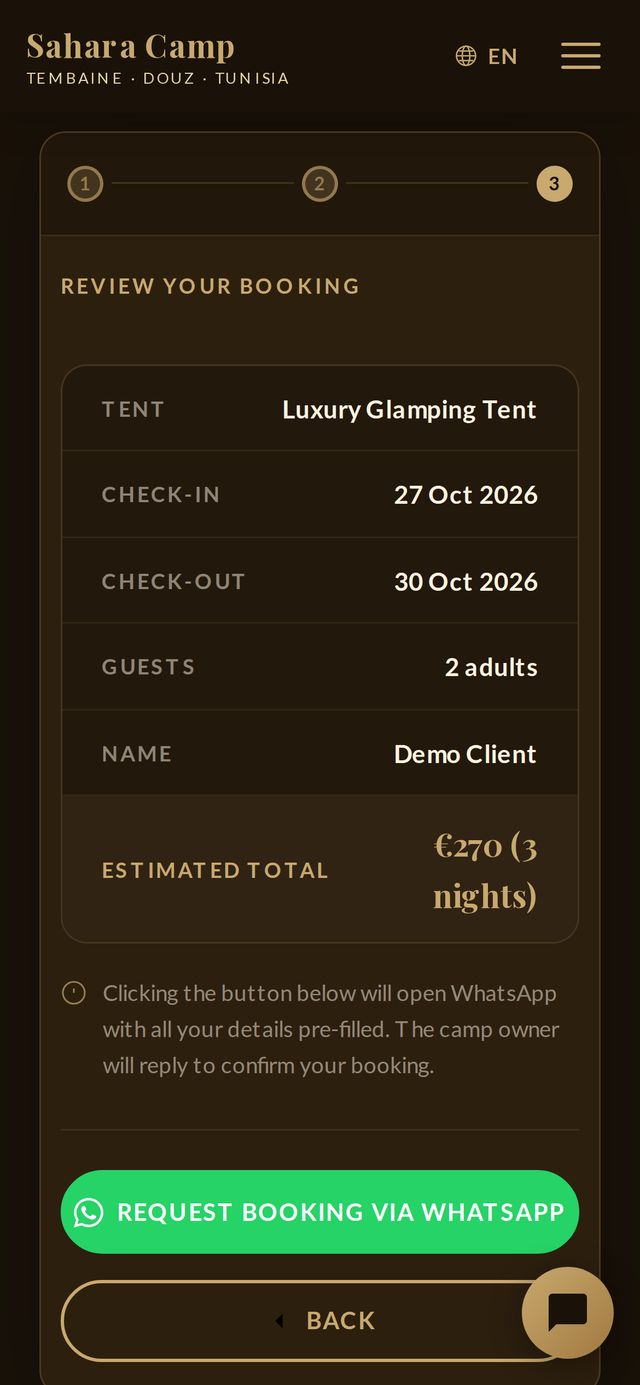 Sahara Camp
TEMBAINE · DOUZ · TUNISIA
EN
1 2 3
REVIEW YOUR BOOKING
TENT Luxury Glamping Tent
CHECK-IN 27 Oct 2026
CHECK-OUT 30 Oct 2026
GUESTS 2 adults
NAME Demo Client
ESTIMATED TOTAL €270 (3
nights)
Clicking the button below will open WhatsApp
with all your details pre-filled. The camp owner
will reply to confirm your booking.
REQUEST BOOKING VIA WHATSAPP
BACK